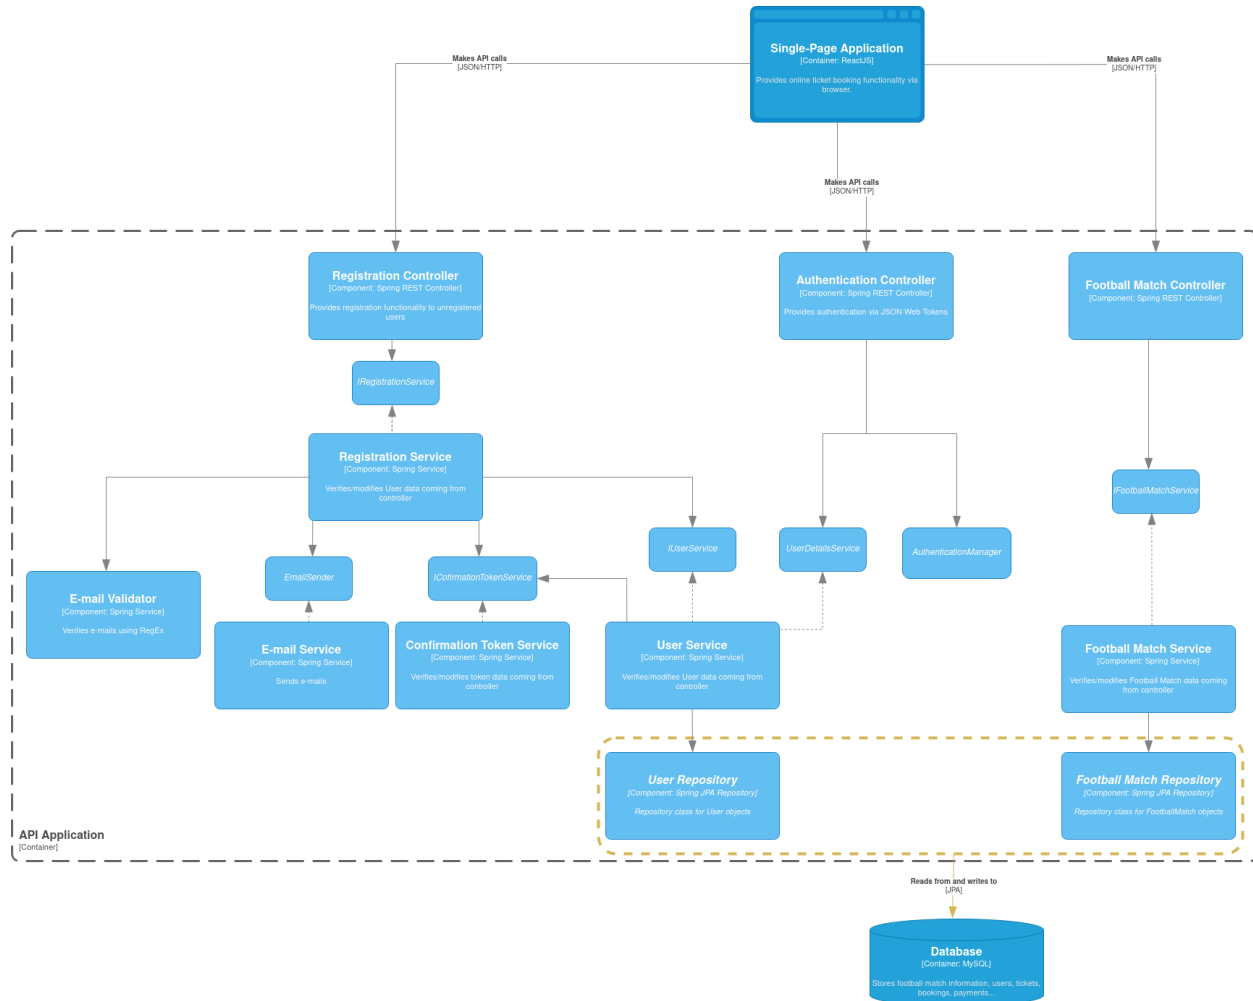 Single-Page Application
[Container: ReactJS]
Provides online ticket booking functionality via
browser.
Makes API calls
[JSON/HTTP]
Makes API calls
[JSON/HTTP]
Makes API calls
[JSON/HTTP]
Registration Controller
[Component: Spring REST Controller]
Provides registration functionality to unregistered
users
Authentication Controller
[Component: Spring REST Controller]
Provides authentication via JSON Web Tokens
Football Match Controller
[Component: Spring REST Controller]
IRegistrationService
Registration Service
[Component: Spring Service]
Verifies/modifies User data coming from
controller
IFootballMatchService
IUserService
UserDetailsService
AuthenticationManager
EmailSender
ICofirmationTokenService
E-mail Validator
[Component: Spring Service]
Verifies e-mails using RegEx
E-mail Service
[Component: Spring Service]
Sends e-mails
Confirmation Token Service
[Component: Spring Service]
Verifies/modifies token data coming from
controller
User Service
[Component: Spring Service]
Verifies/modifies User data coming from
controller
Football Match Service
[Component: Spring Service]
Verifies/modifies Football Match data coming
from controller
User Repository
[Component: Spring JPA Repository]
Repository class for User objects
Football Match Repository
[Component: Spring JPA Repository]
Repository class for FootballMatch objects
API Application
[Container]
Reads from and writes to
[JPA]
Database
[Container: MySQL]
Stores football match information, users, tickets,
bookings, payments...